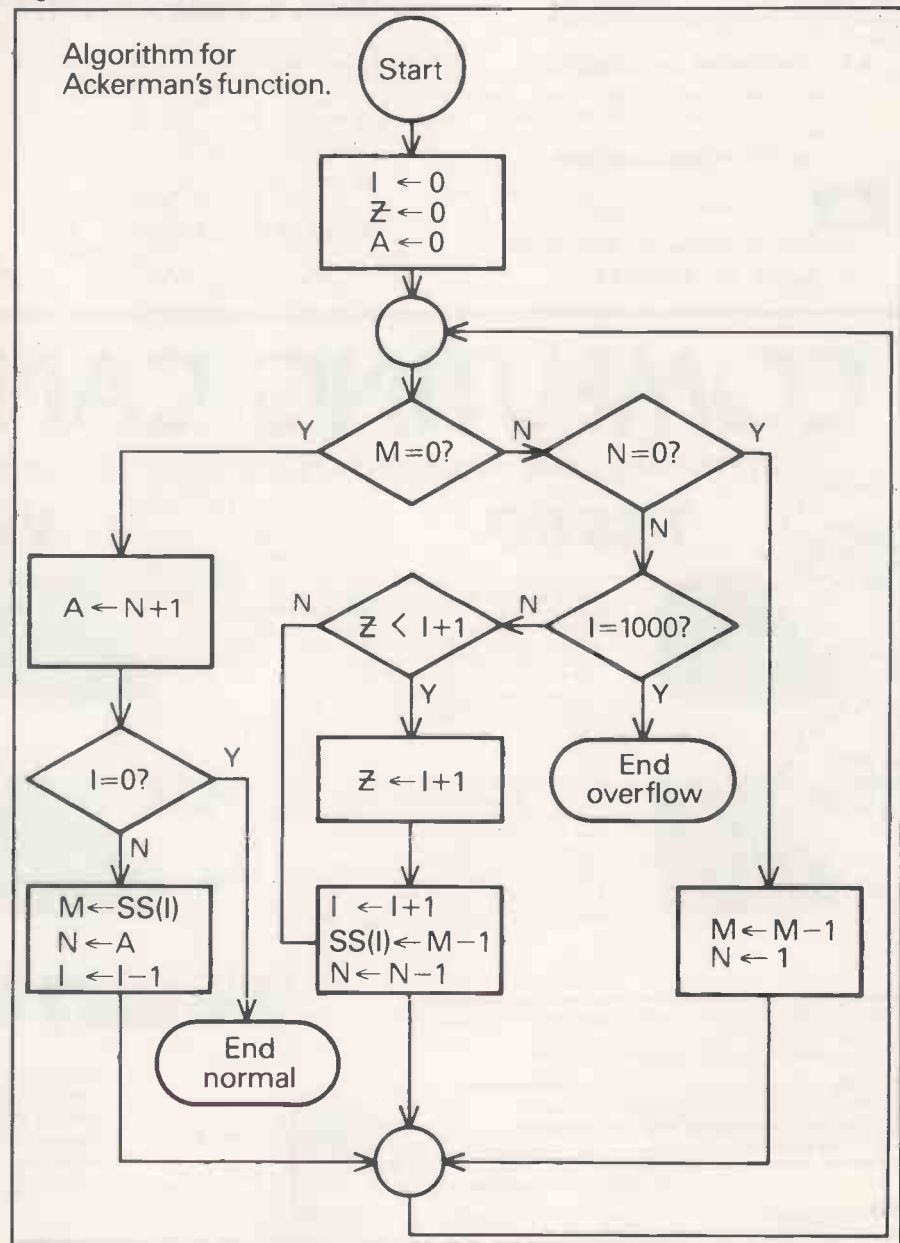 Algorithm for
Ackerman's function.
Start
I ← 0
Ƶ ← 0
A ← 0
M=0?
Y
N
N=0?
Y
N
A ← N+1
N
Ƶ < I+1
N
I=1000?
Y
Y
I=0?
Y
N
Ƶ ← I+1
End
overflow
M←SS(I)
N←A
I ←I−1
I ←I+1
SS(I)←M−1
N←N−1
M←M−1
N←1
End
normal